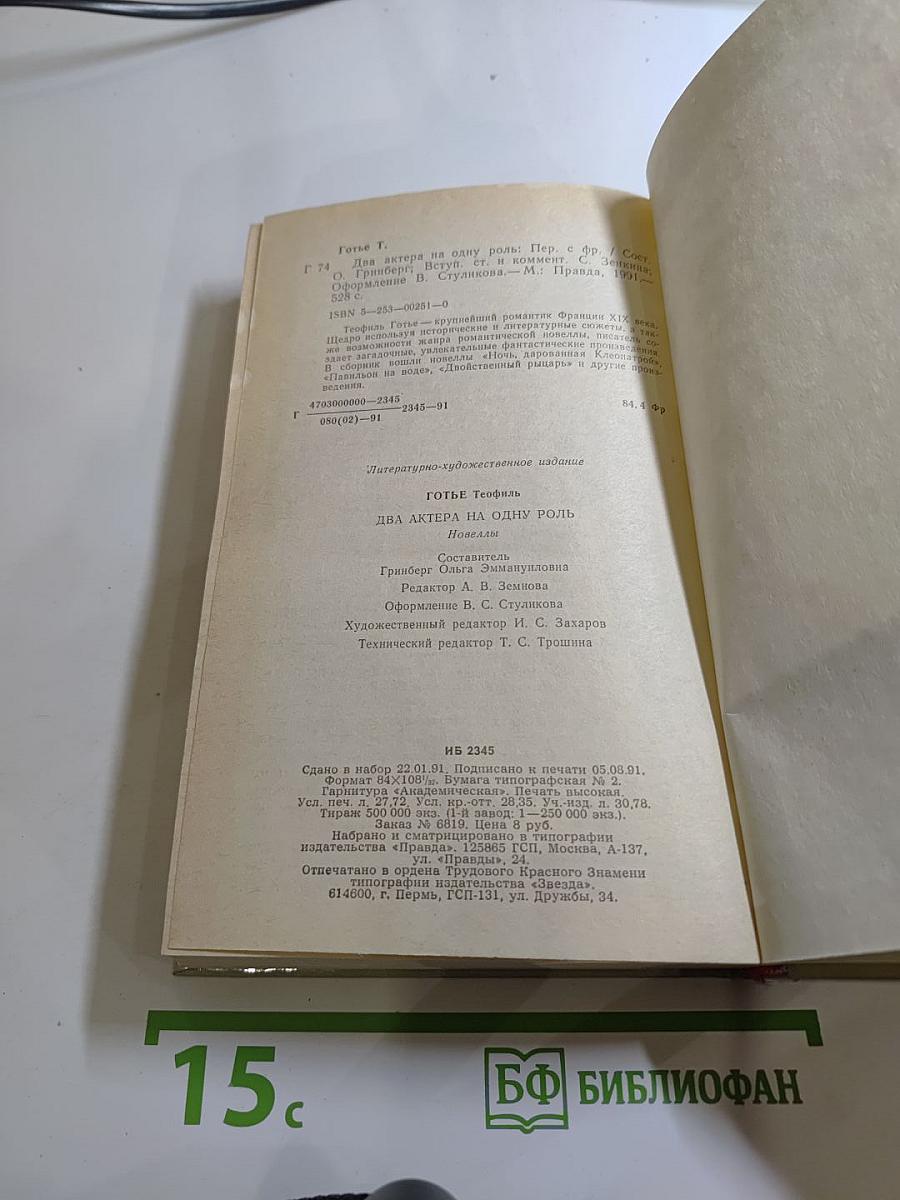 Готье Т.
Г 74 Два актера на одну роль: Пер. с фр. / Сост.
О. Гринберг; Вступ. ст. и коммент. С. Зенкина;
Оформление В. Стуликова.— М.: Правда, 1991.—
528 с.
ISBN 5—253—00251—0
Теофиль Готье — крупнейший романтик Франции XIX века.
Щедро используя исторические и литературные сюжеты, а так-
же возможности жанра романтической новеллы, писатель со-
здает загадочные, увлекательные фантастические произведения.
В сборник вошли новеллы «Ночь, дарованная Клеопатрой»,
«Павильон на воде», «Двойственный рыцарь» и другие произ-
ведения.
Г 4703000000—2345 2345—91 84.4 Фр
080(02)—91
Литературно-художественное издание
ГОТЬЕ Теофиль
ДВА АКТЕРА НА ОДНУ РОЛЬ
Новеллы
Составитель
Гринберг Ольга Эммануиловна
Редактор А. В. Земнова
Оформление В. С. Стуликова
Художественный редактор И. С. Захаров
Технический редактор Т. С. Трошина
ИБ 2345
Сдано в набор 22.01.91. Подписано к печати 05.08.91.
Формат 84×108¹/₃₂. Бумага типографская № 2.
Гарнитура «Академическая». Печать высокая.
Усл. печ. л. 27,72. Усл. кр.-отт. 28,35. Уч.-изд. л. 30,78.
Тираж 500 000 экз. (1-й завод: 1—250 000 экз.).
Заказ № 6819. Цена 8 руб.
Набрано и сматрицировано в типографии
издательства «Правда». 125865 ГСП, Москва, А-137,
ул. «Правды», 24.
Отпечатано в ордена Трудового Красного Знамени
типографии издательства «Звезда».
614600, г. Пермь, ГСП-131, ул. Дружбы, 34.
15 с
БФ БИБЛИОФАН